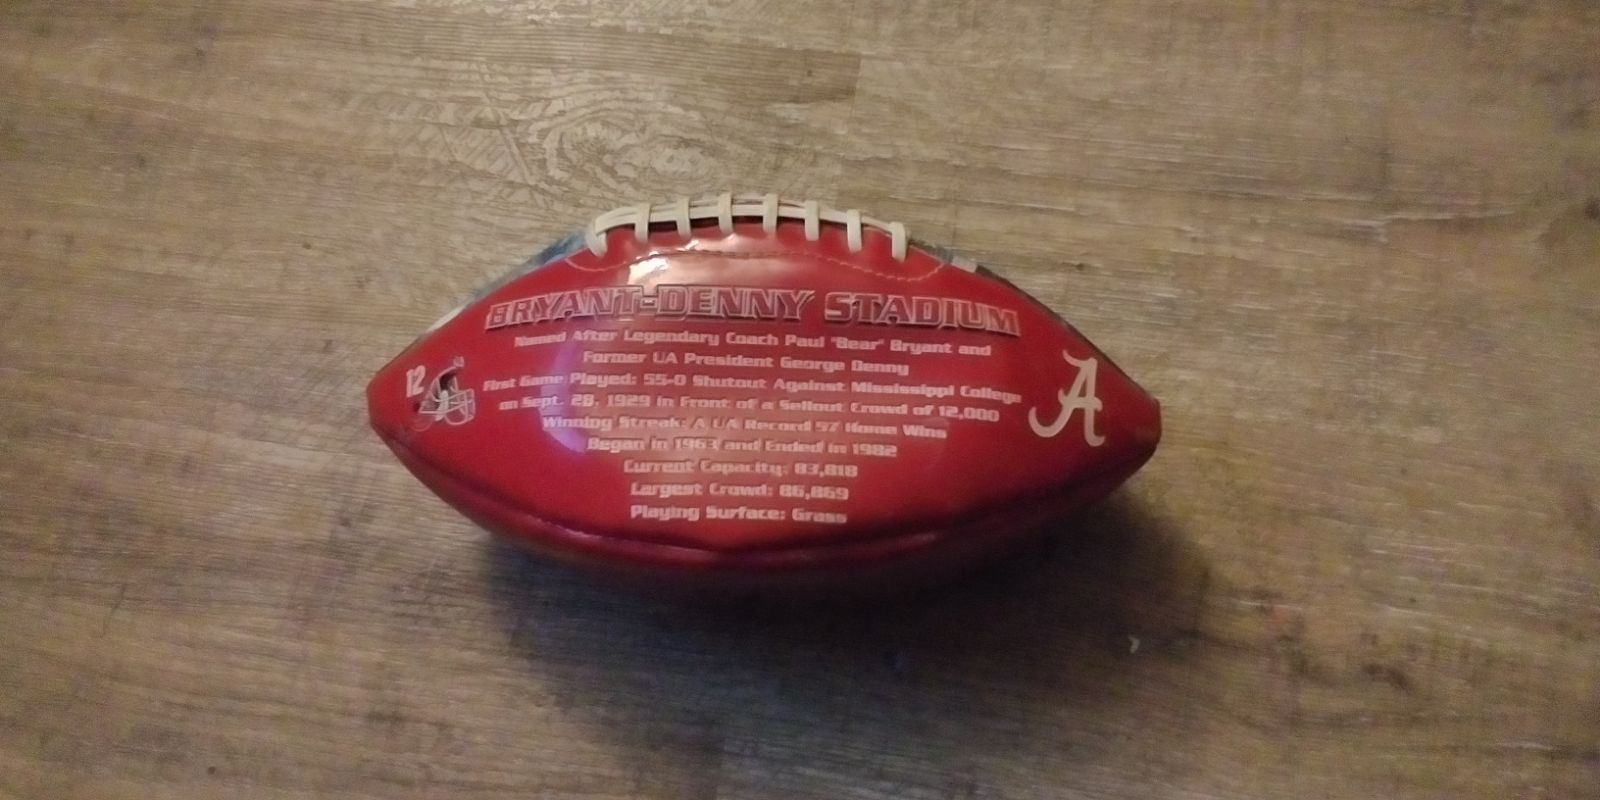 BRYANT-DENNY STADIUM
Named After Legendary Coach Paul "Bear" Bryant and
Former UA President George Denny
First Game Played: 55-0 Shutout Against Mississippi College
on Sept. 28, 1929 in Front of a Sellout Crowd of 12,000
Winning Streak: A UA Record 57 Home Wins
Began in 1963 and Ended in 1982
Current Capacity: 83,818
Largest Crowd: 86,869
Playing Surface: Grass
12
A